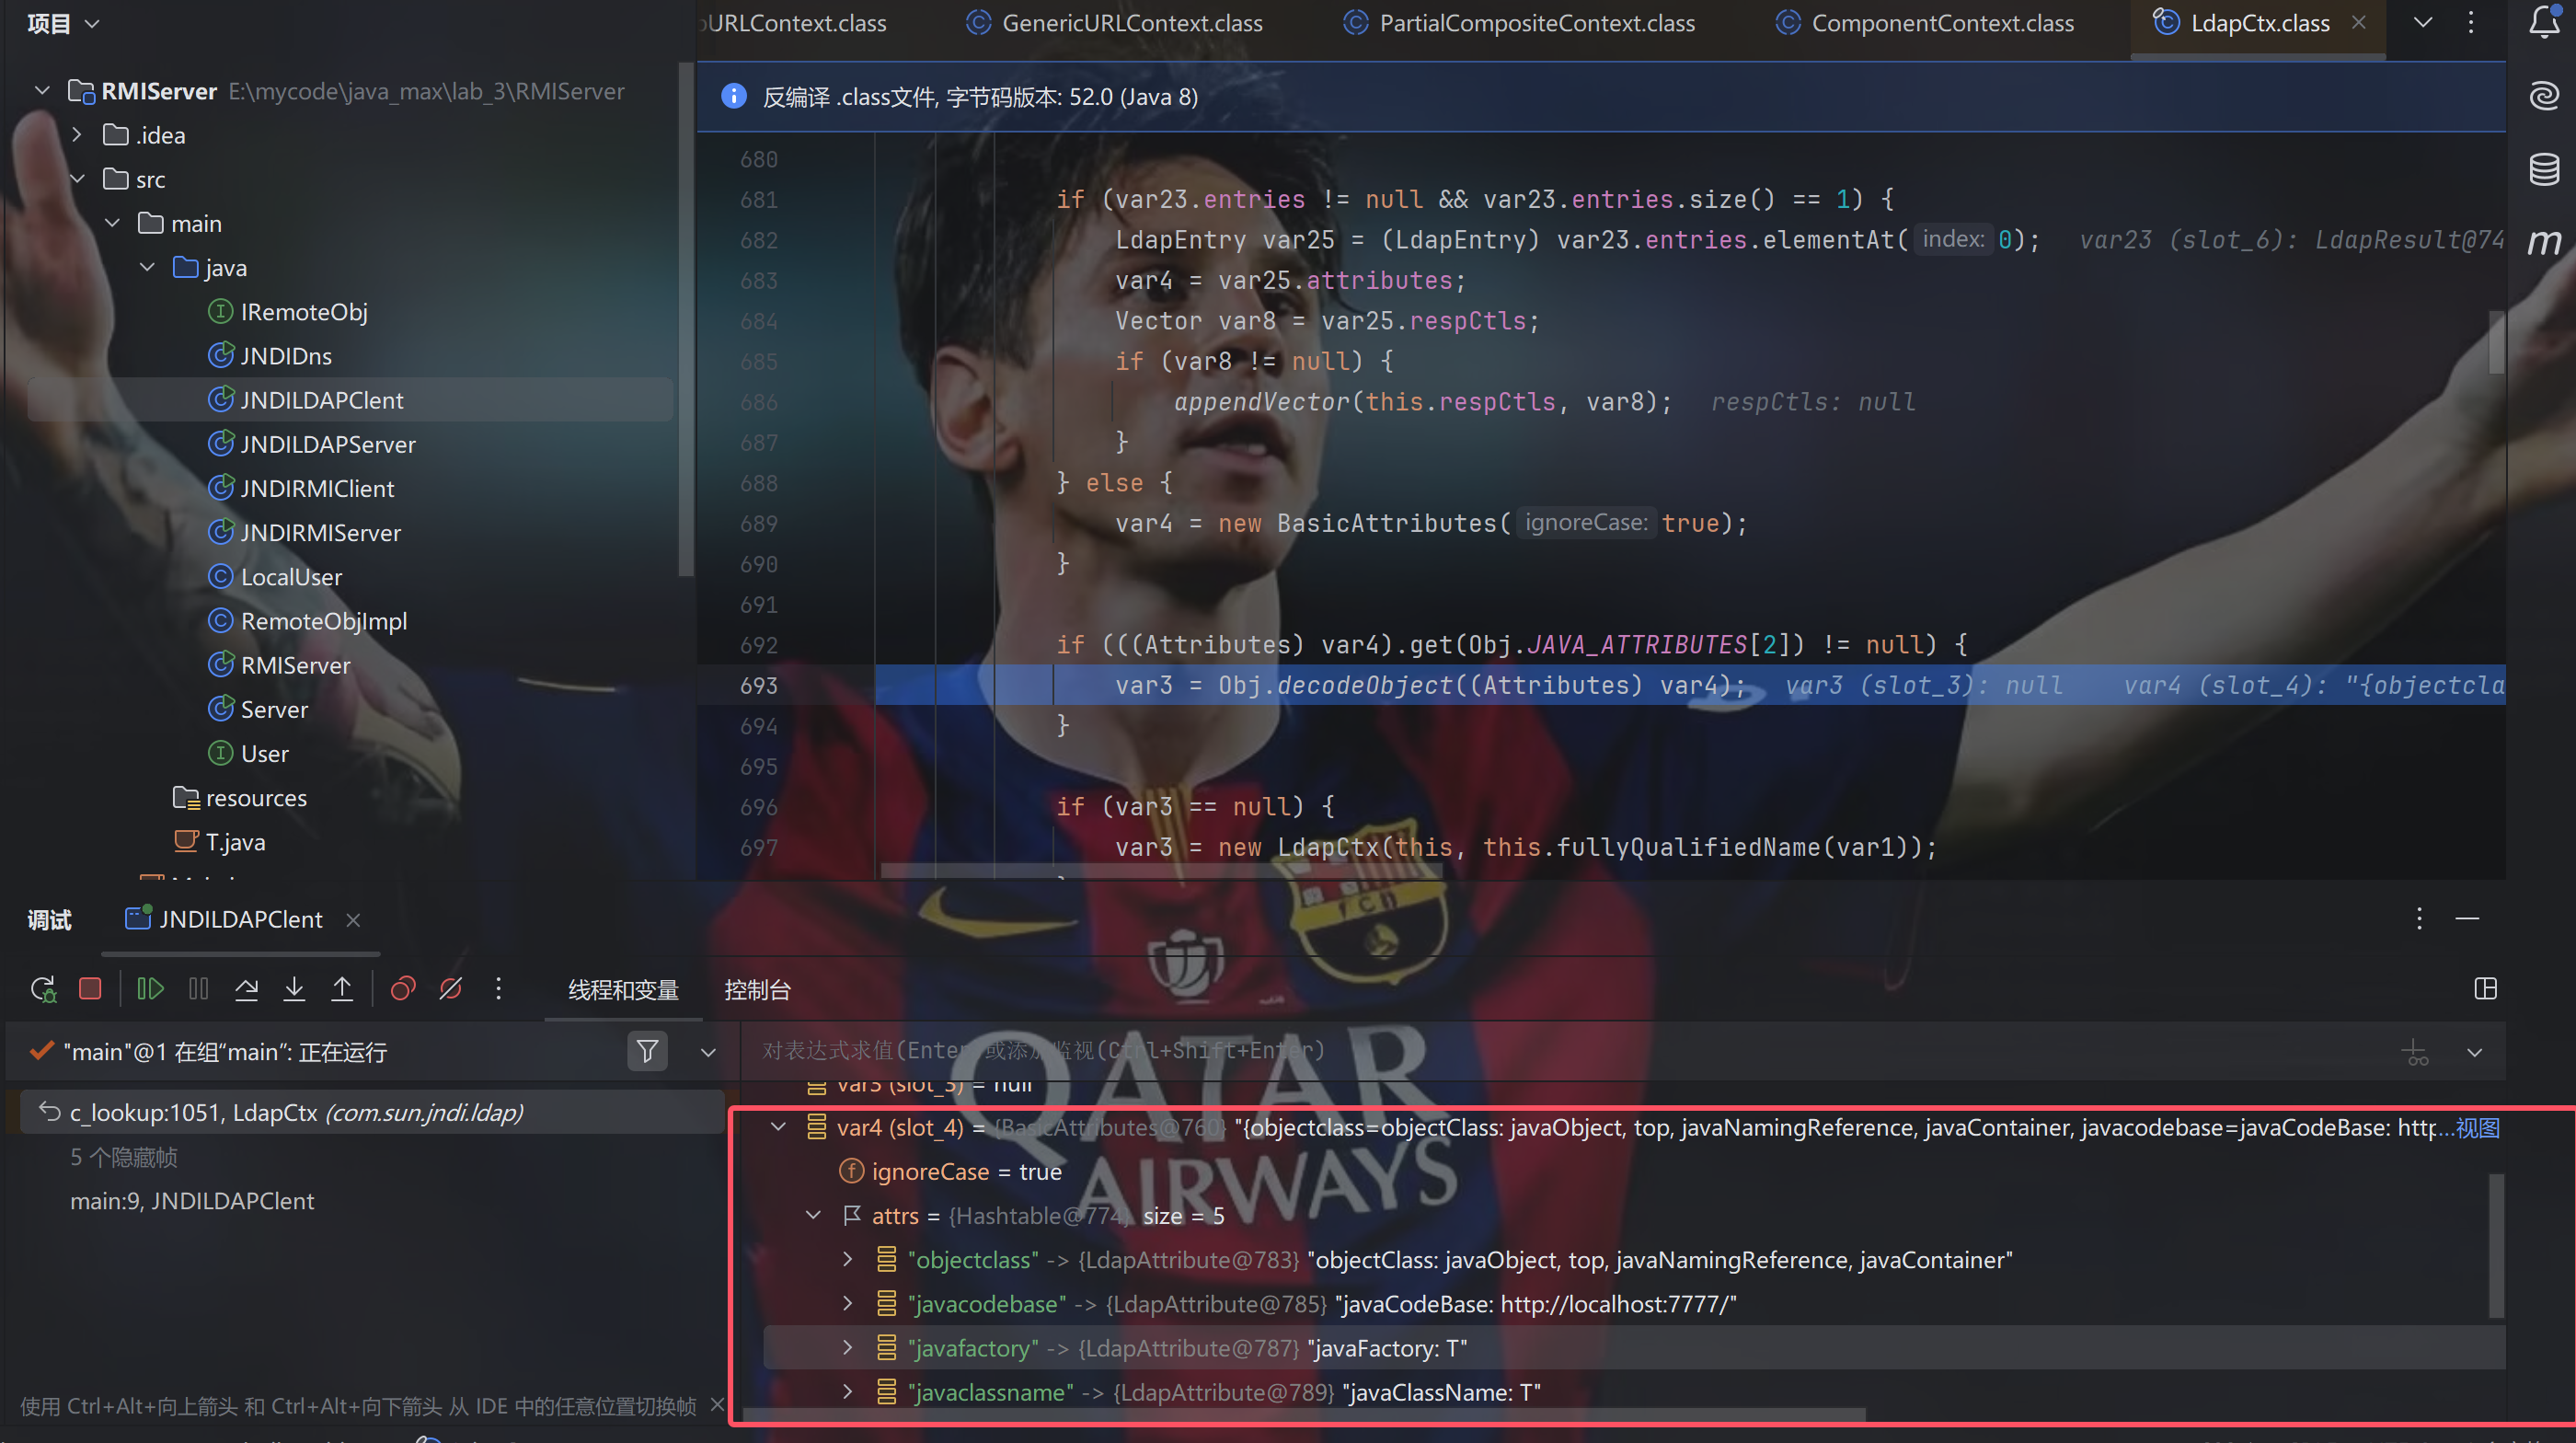 项目
URLContext.class
GenericURLContext.class
PartialCompositeContext.class
ComponentContext.class
LdapCtx.class
RMIServer E:\mycode\java_max\lab_3\RMIServer
.idea
src
main
java
IRemoteObj
JNDIDns
JNDILDAPClent
JNDILDAPServer
JNDIRMIClient
JNDIRMIServer
LocalUser
RemoteObjImpl
RMIServer
Server
User
resources
T.java
反编译 .class文件, 字节码版本: 52.0 (Java 8)
680
681 if (var23.entries != null && var23.entries.size() == 1) {
682 LdapEntry var25 = (LdapEntry) var23.entries.elementAt( index: 0); var23 (slot_6): LdapResult@74
683 var4 = var25.attributes;
684 Vector var8 = var25.respCtls;
685 if (var8 != null) {
686 appendVector(this.respCtls, var8); respCtls: null
687 }
688 } else {
689 var4 = new BasicAttributes( ignoreCase: true);
690 }
691
692 if (((Attributes) var4).get(Obj.JAVA_ATTRIBUTES[2]) != null) {
693 var3 = Obj.decodeObject((Attributes) var4); var3 (slot_3): null var4 (slot_4): "{objectcla
694 }
695
696 if (var3 == null) {
697 var3 = new LdapCtx(this, this.fullyQualifiedName(var1));
调试
JNDILDAPClent
线程和变量
控制台
"main"@1 在组“main”: 正在运行
对表达式求值(Enter)或添加监视(Ctrl+Shift+Enter)
c_lookup:1051, LdapCtx (com.sun.jndi.ldap)
5 个隐藏帧
main:9, JNDILDAPClent
使用 Ctrl+Alt+向上箭头 和 Ctrl+Alt+向下箭头 从 IDE 中的任意位置切换帧
var3 (slot_3) = null
var4 (slot_4) = {BasicAttributes@760} "{objectclass=objectClass: javaObject, top, javaNamingReference, javaContainer, javacodebase=javaCodeBase: http...视图
ignoreCase = true
attrs = {Hashtable@774} size = 5
"objectclass" -> {LdapAttribute@783} "objectClass: javaObject, top, javaNamingReference, javaContainer"
"javacodebase" -> {LdapAttribute@785} "javaCodeBase: http://localhost:7777/"
"javafactory" -> {LdapAttribute@787} "javaFactory: T"
"javaclassname" -> {LdapAttribute@789} "javaClassName: T"
FCB
QATAR
AIRWAYS